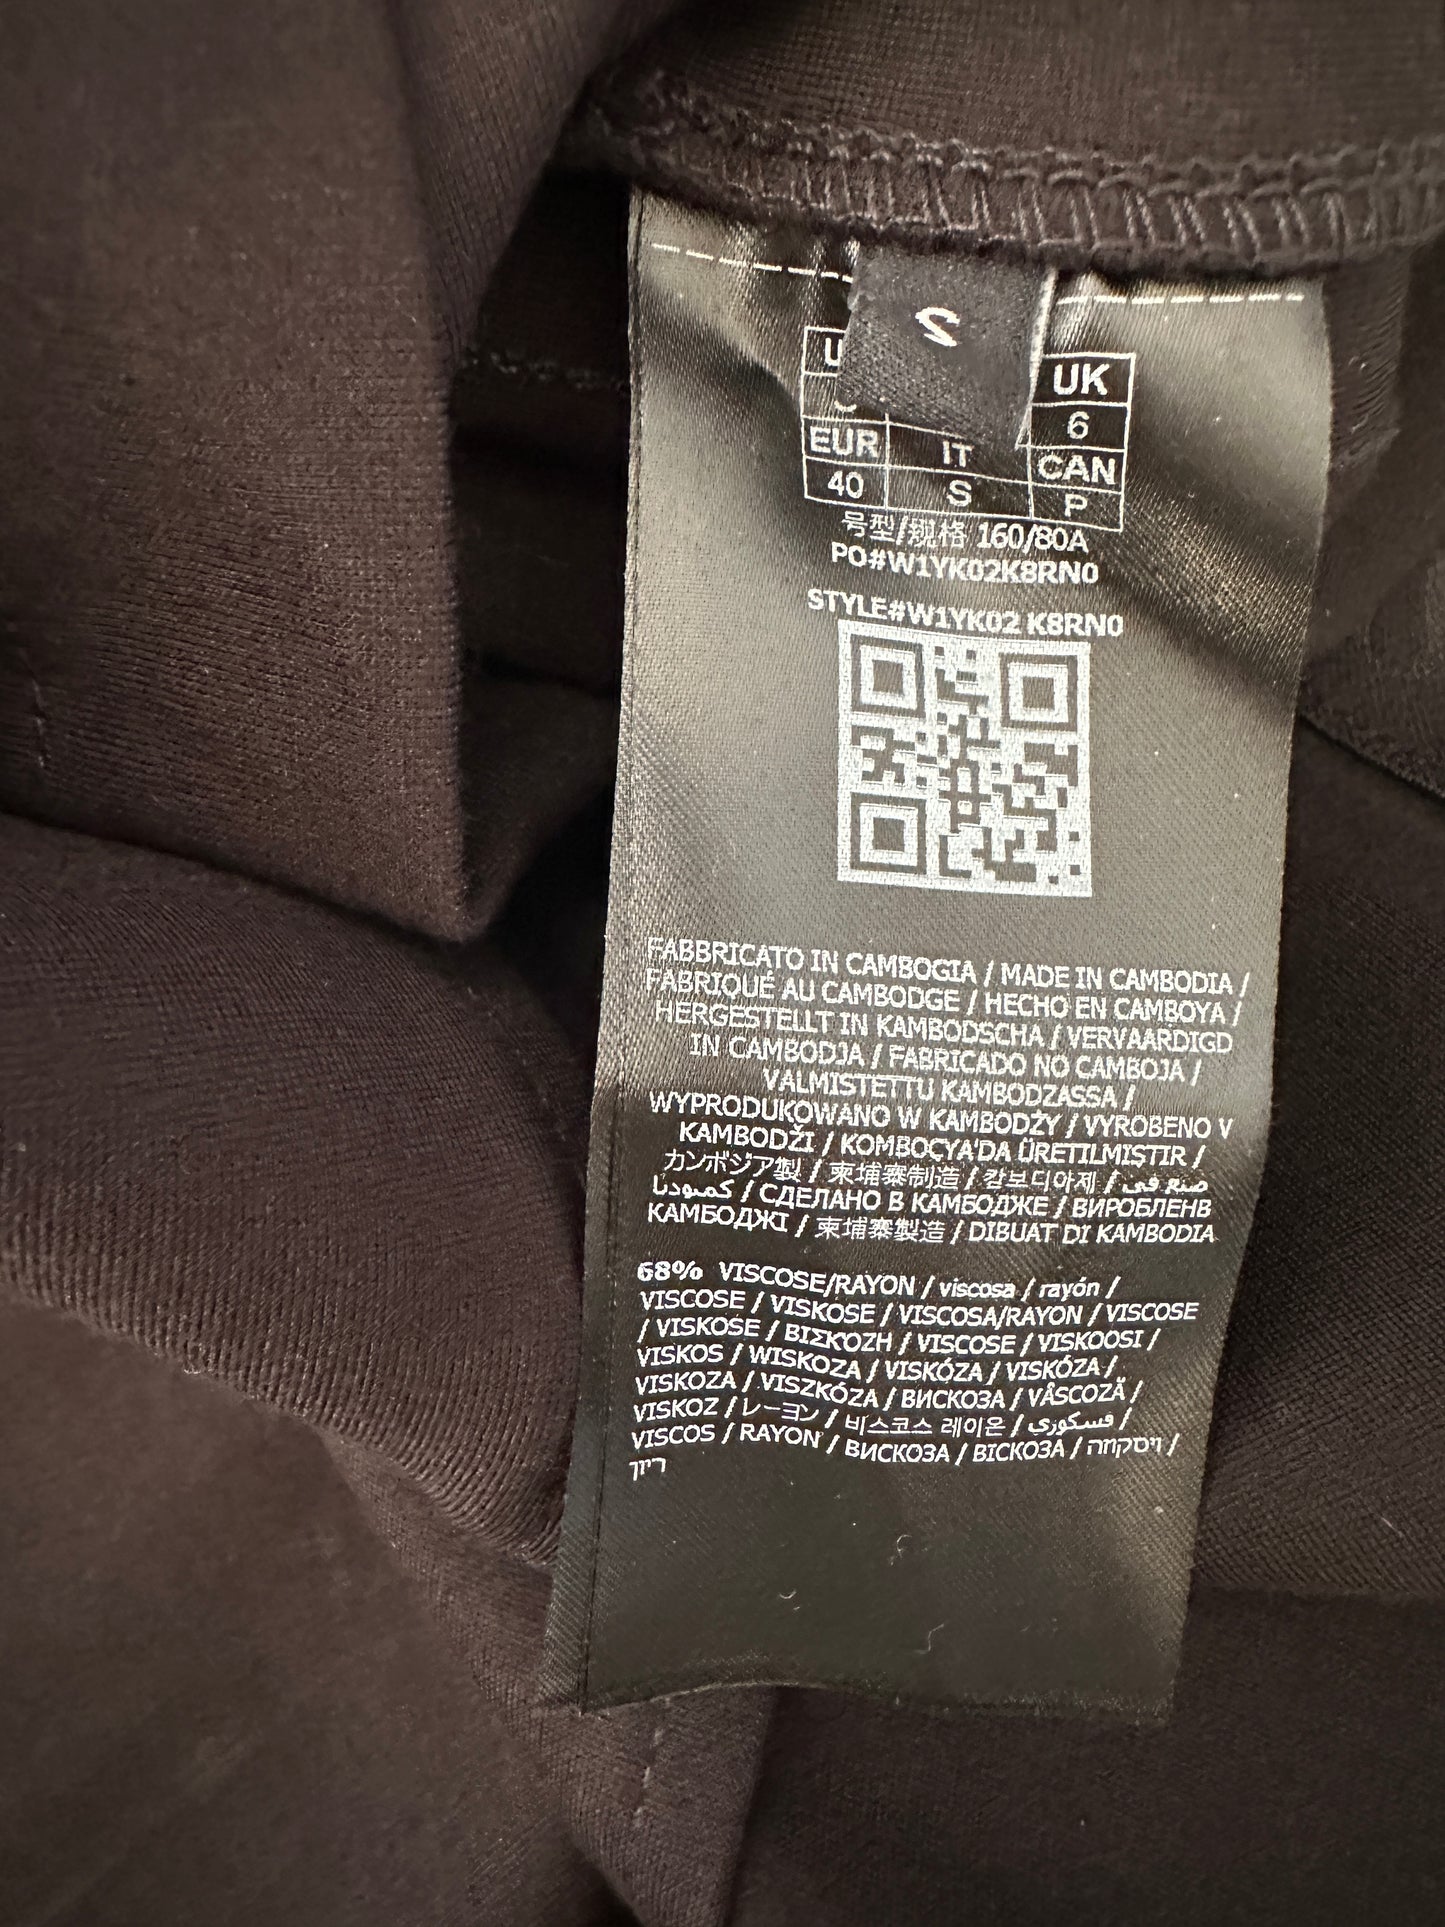 S
UK
6
EUR IT CAN
40 S P
号型/规格 160/80A
PO#W1YK02K8RN0
STYLE#W1YK02 K8RN0
FABBRICATO IN CAMBOGIA / MADE IN CAMBODIA /
FABRIQUÉ AU CAMBODGE / HECHO EN CAMBOYA /
HERGESTELLT IN KAMBODSCHA / VERVAARDIGD
IN CAMBODJA / FABRICADO NO CAMBOJA /
VALMISTETTU KAMBODZASSA /
WYPRODUKOWANO W KAMBODŻY / VYROBENO V
KAMBODŽI / KOMBOÇYA'DA ÜRETILMIŞTIR /
カンボジア製 / 柬埔寨制造 / 캄보디아제 / صنع في
كمبوديا / СДЕЛАНО В КАМБОДЖЕ / ВИРОБЛЕНВ
КАМБОДЖІ / 柬埔寨製造 / DIBUAT DI KAMBODIA
68% VISCOSE/RAYON / viscosa / rayón /
VISCOSE / VISKOSE / VISCOSA/RAYON / VISCOSE
/ VISKOSE / ΒΙΣΚΌΖΗ / VISCOSE / VISKOOSI /
VISKOS / WISKOZA / VISKÓZA / VISKÓZA /
VISKOZA / VISZKÓZA / ВИСКОЗА / VÂSCOZĂ /
VISKOZ / レーヨン / 비스코스 레이온 / فسكوزي /
VISCOS / RAYON / ВИСКОЗА / ВІСКОЗА / ויסקוזה /
ריון